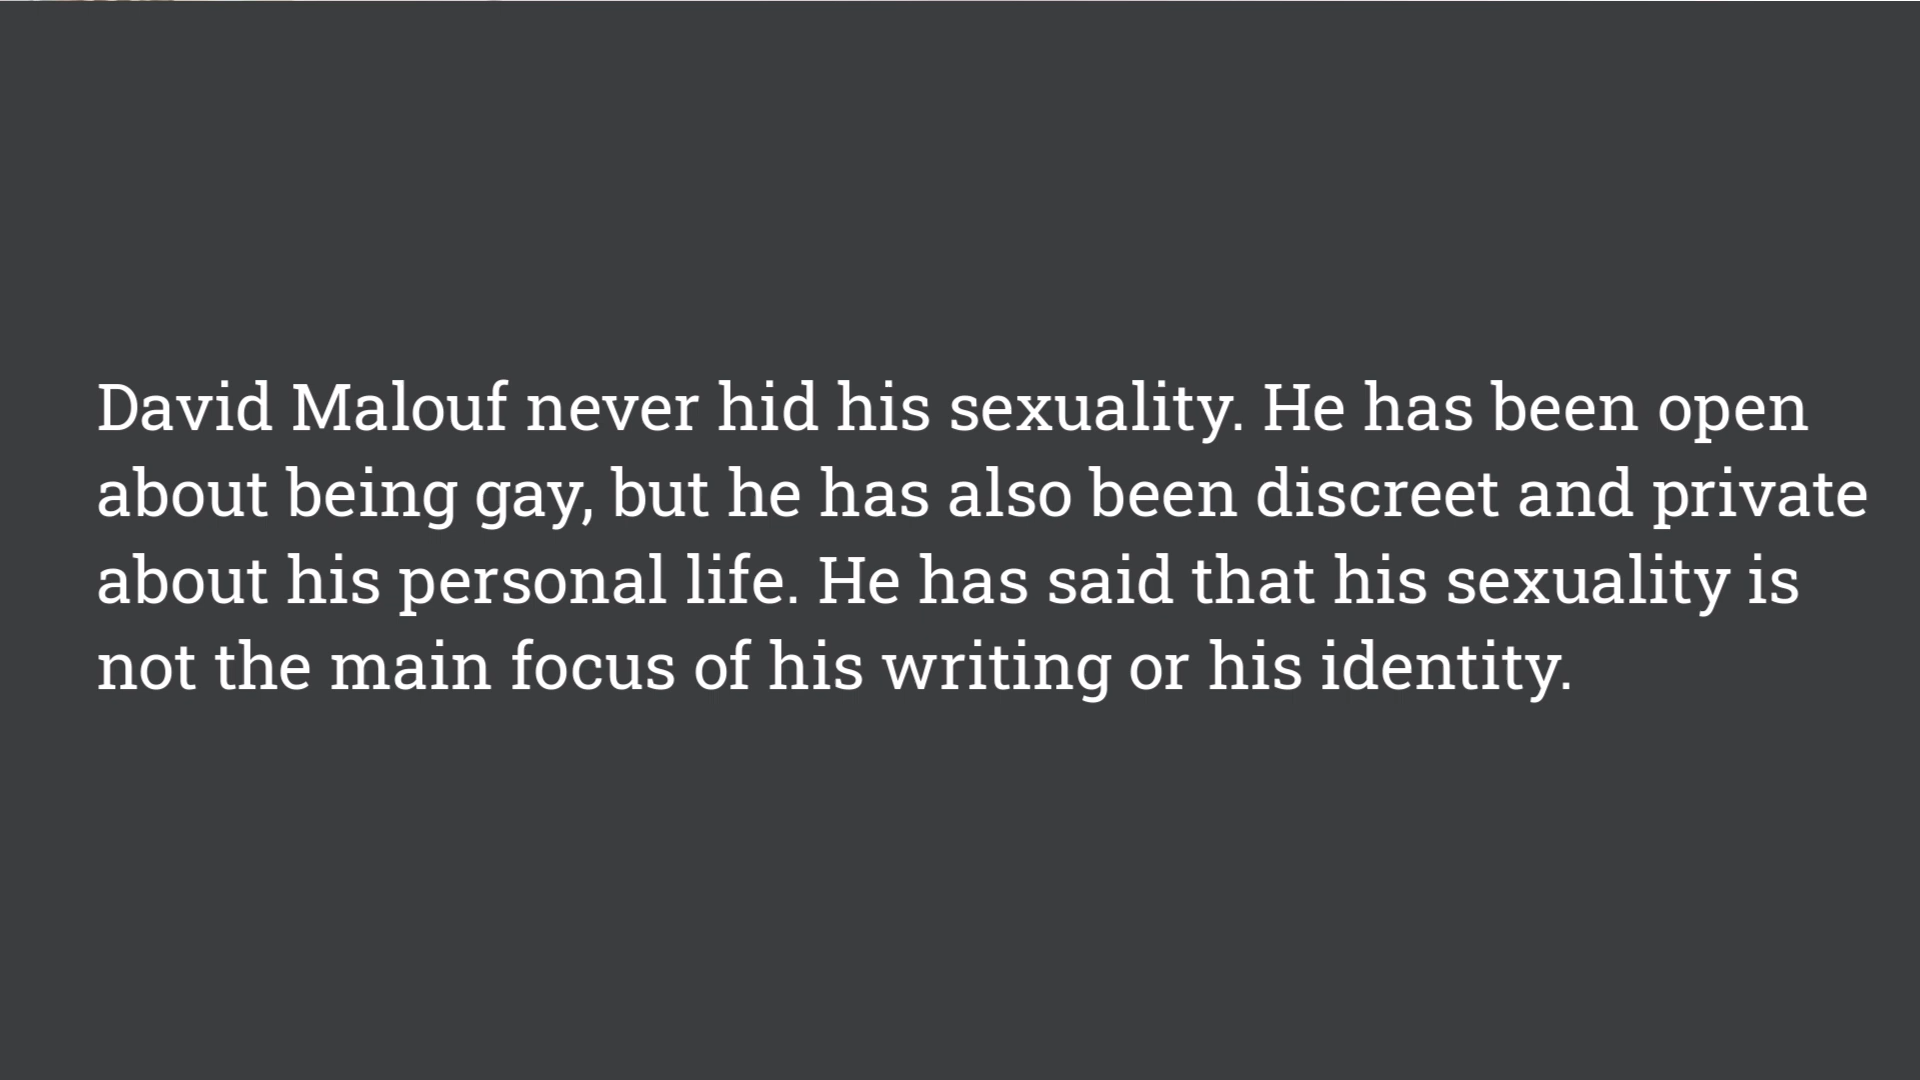 David Malouf never hid his sexuality. He has been open
about being gay, but he has also been discreet and private
about his personal life. He has said that his sexuality is
not the main focus of his writing or his identity.